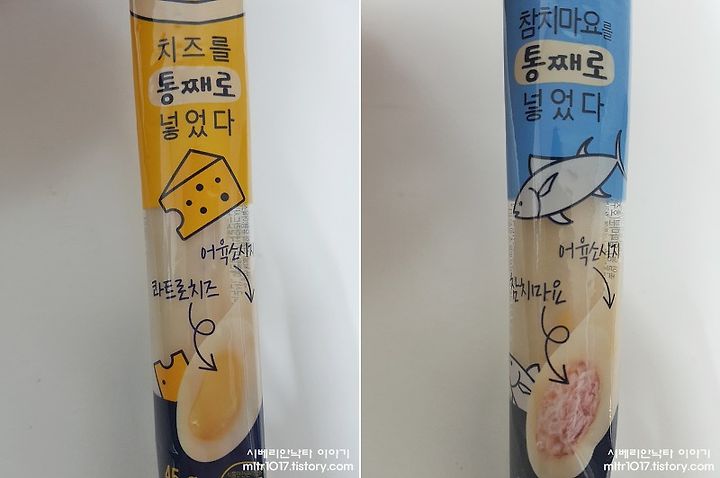 치즈를
통째로
넣었다
어육소시지
콰트로치즈
45 g
시베리안낙타 이야기
mltr1017.tistory.com
참치마요를
통째로
넣었다
어육소시지
참치마요
시베리안낙타 이야기
mltr1017.tistory.com